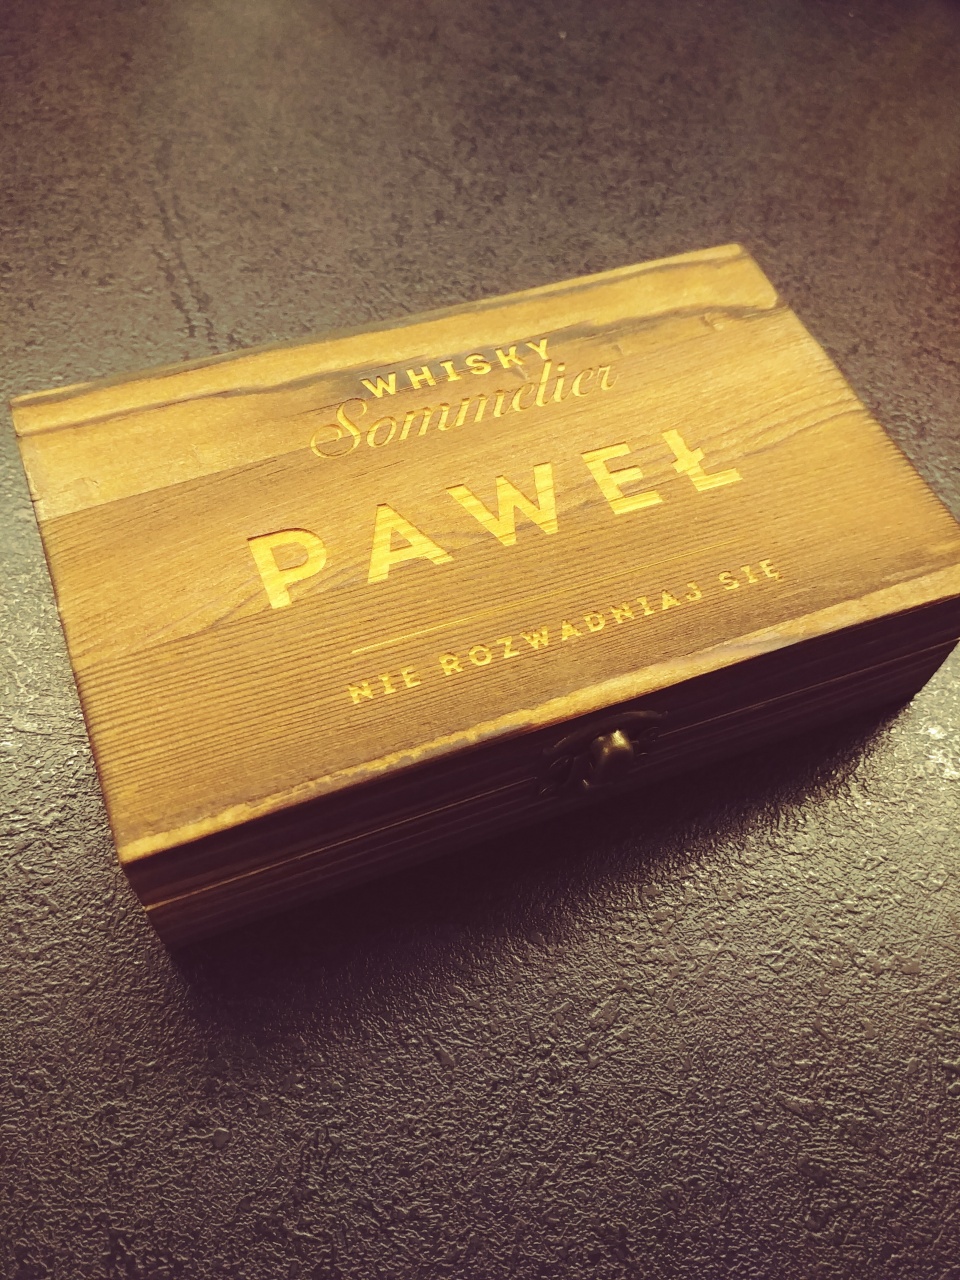 WHISKY
Sommelier
PAWEŁ
NIE ROZWADNIAJ SIĘ